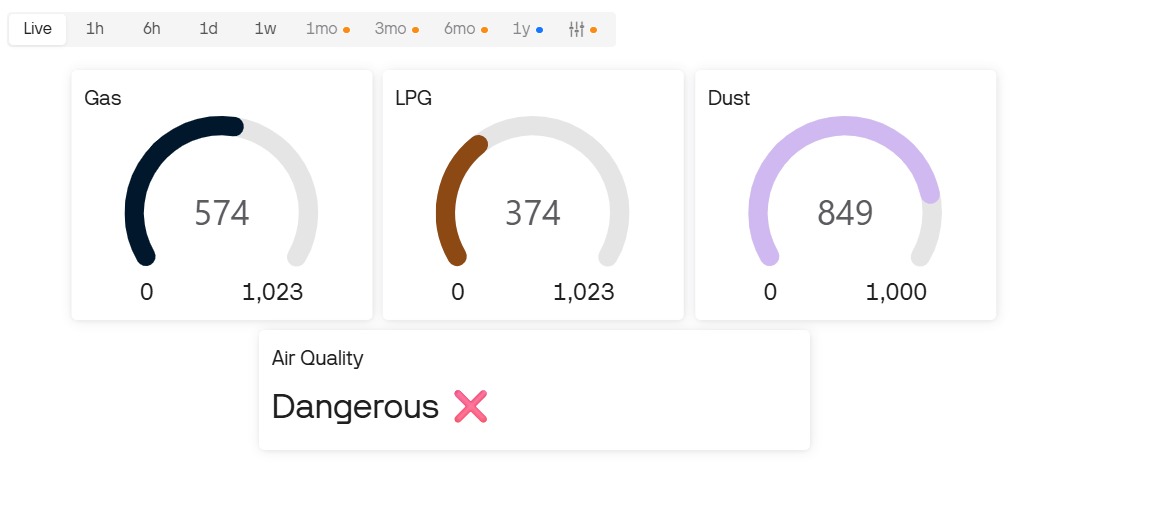 Live 1h 6h 1d 1w 1mo 3mo 6mo 1y
Gas LPG Dust
574 374 849
0 1,023 0 1,023 0 1,000
Air Quality
Dangerous ❌